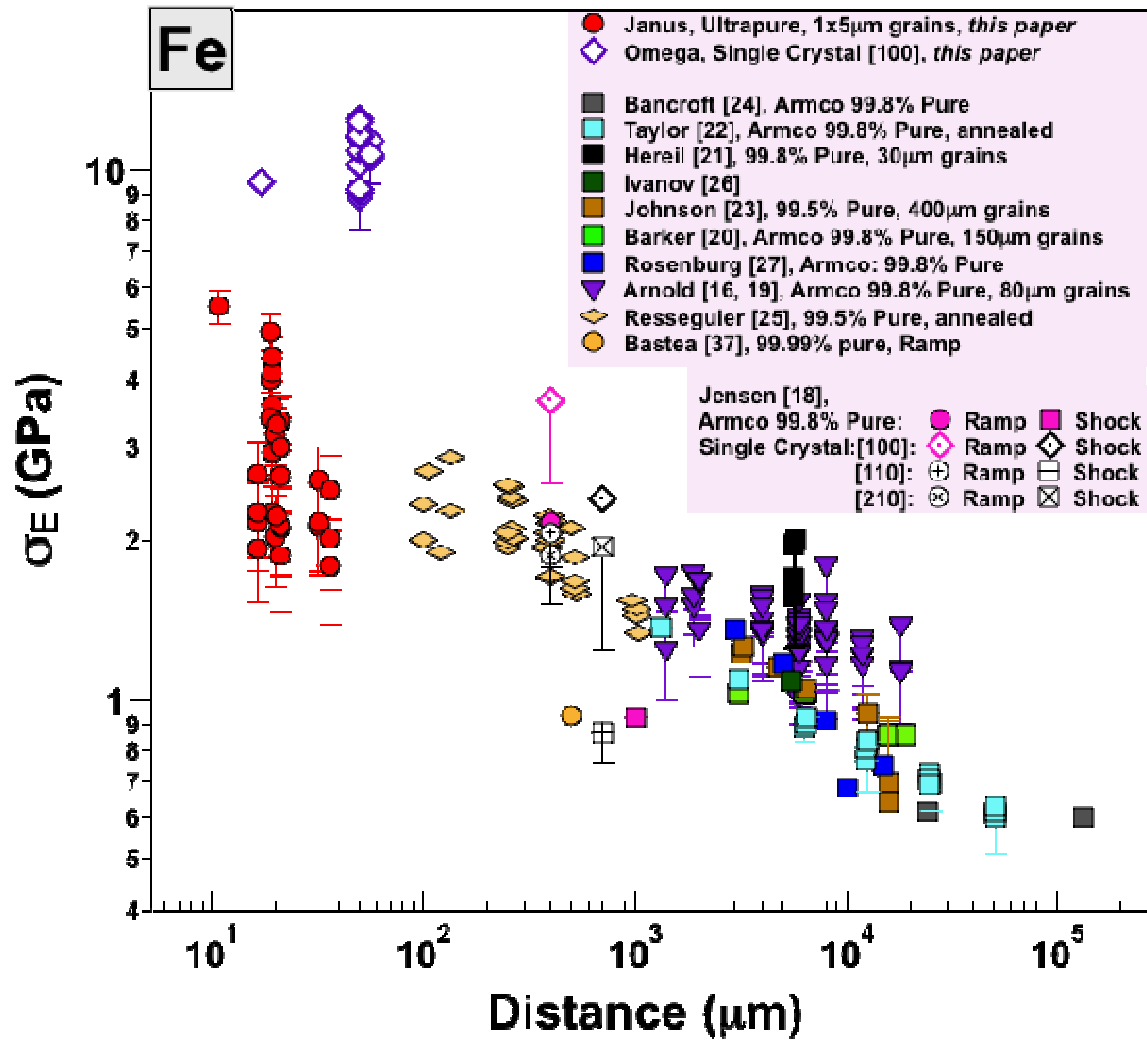 Fe
Janus, Ultrapure, 1x5μm grains, this paper
Omega, Single Crystal [100], this paper
Bancroft [24], Armco 99.8% Pure
Taylor [22], Armco 99.8% Pure, annealed
Hereil [21], 99.8% Pure, 30μm grains
Ivanov [26]
Johnson [23], 99.5% Pure, 400μm grains
Barker [20], Armco 99.8% Pure, 150μm grains
Rosenburg [27], Armco: 99.8% Pure
Arnold [16, 19], Armco 99.8% Pure, 80μm grains
Resseguler [25], 99.5% Pure, annealed
Bastea [37], 99.99% pure, Ramp
Jensen [18],
Armco 99.8% Pure: Ramp Shock
Single Crystal:[100]: Ramp Shock
[110]: Ramp Shock
[210]: Ramp Shock
σE (GPa)
10
9
8
7
6
5
4
3
2
1
9
8
7
6
5
4
10¹ 10² 10³ 10⁴ 10⁵
Distance (μm)